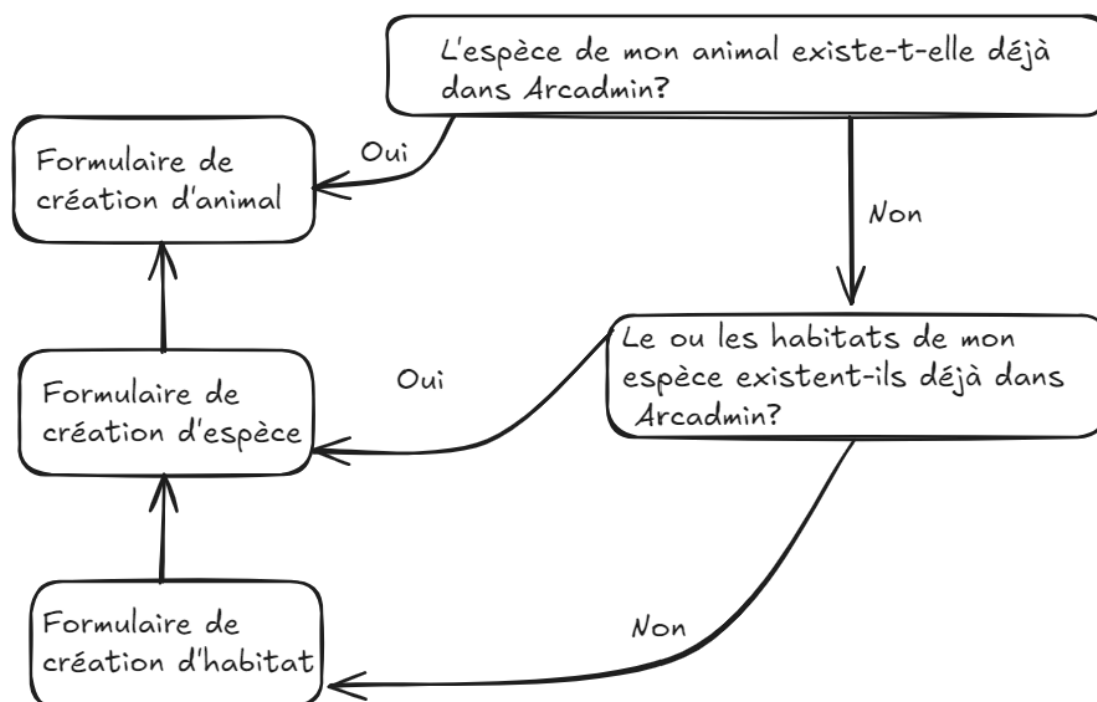 L'espèce de mon animal existe-t-elle déjà
dans Arcadmin?
Oui
Formulaire de
création d'animal
Non
Le ou les habitats de mon
espèce existent-ils déjà dans
Arcadmin?
Oui
Formulaire de
création d'espèce
Non
Formulaire de
création d'habitat